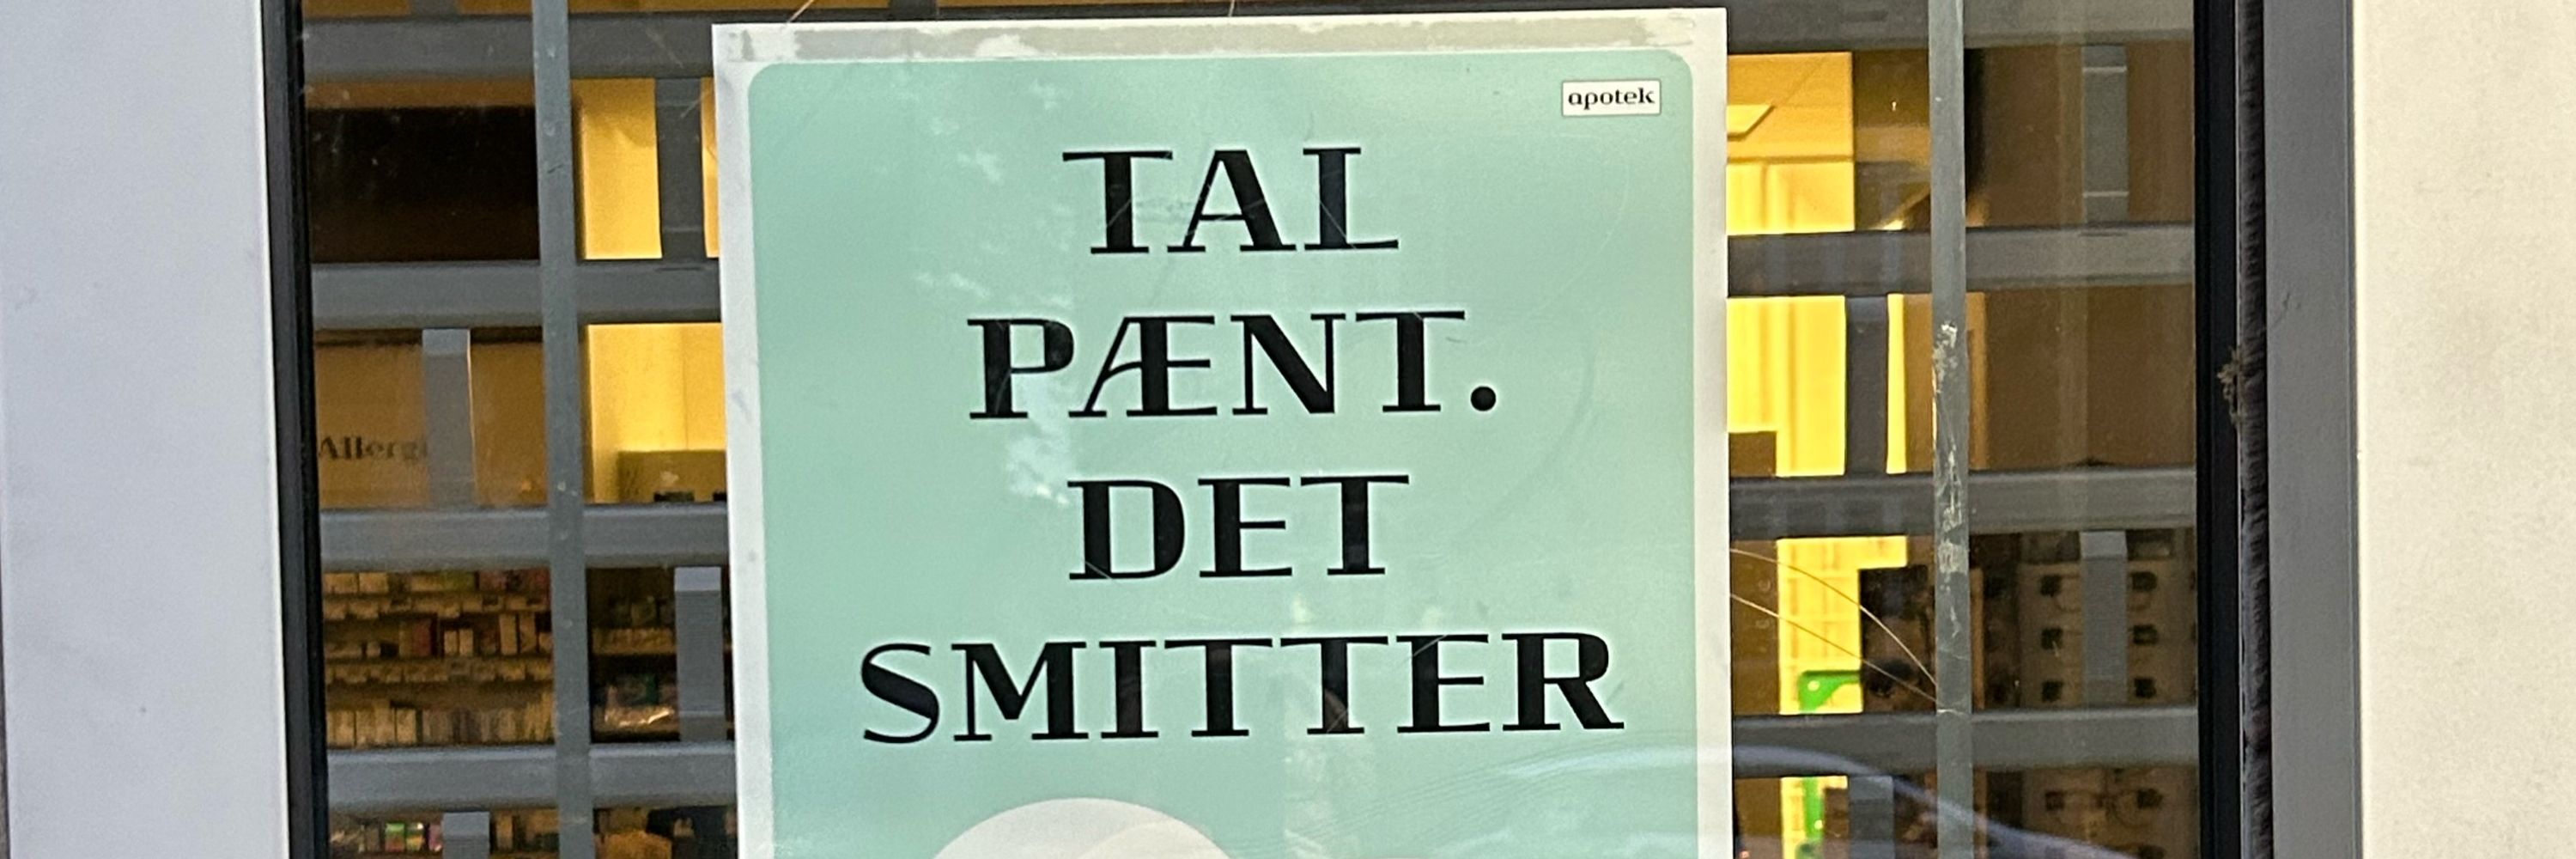 apotek
TAL
PÆNT.
DET
SMITTER